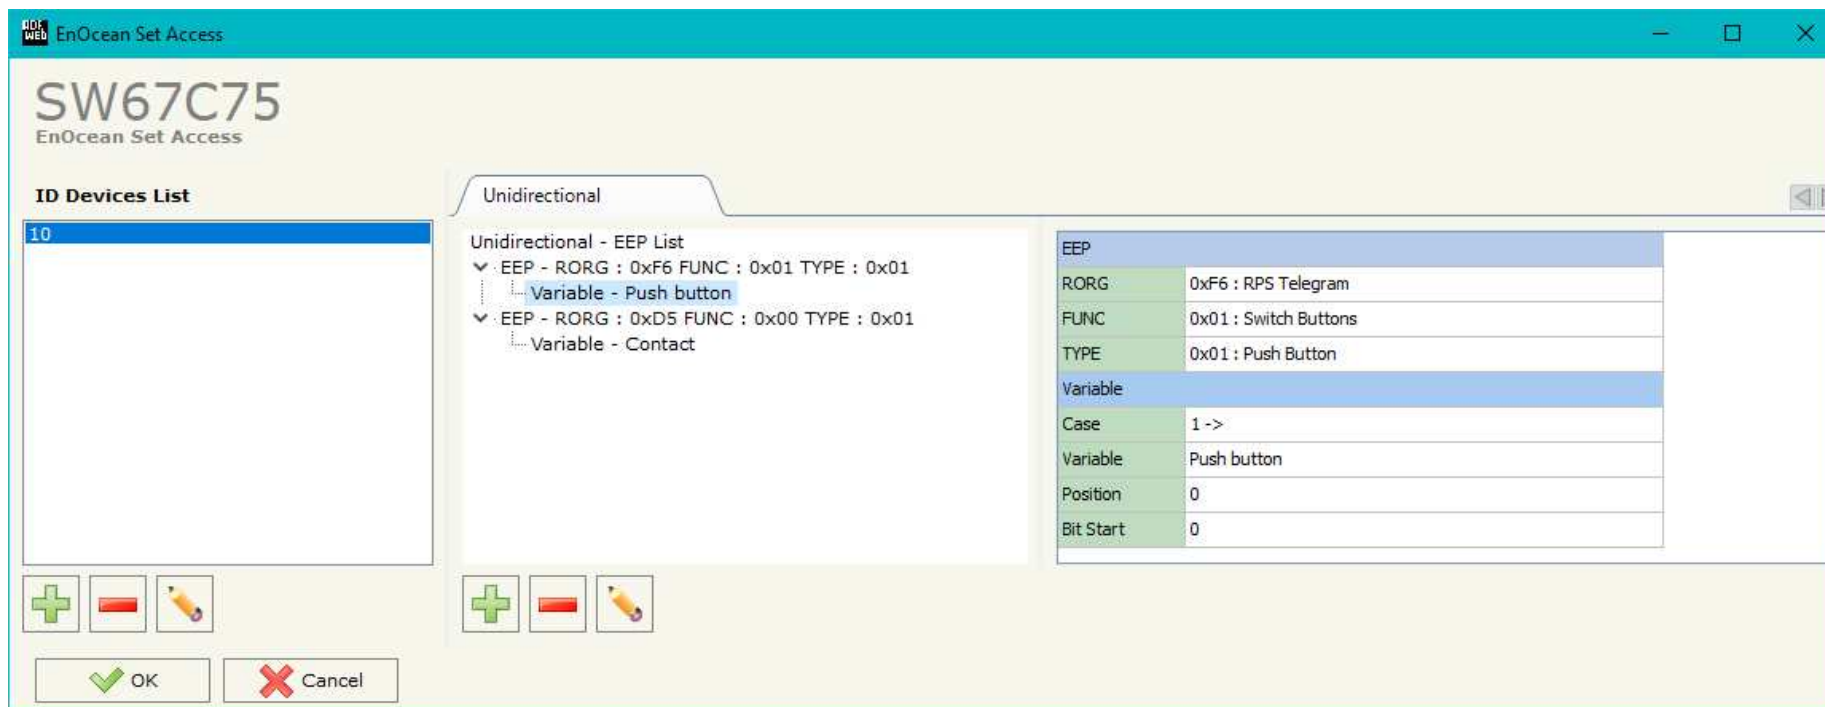 ADF
WEB EnOcean Set Access
SW67C75
EnOcean Set Access
ID Devices List
10
Unidirectional
Unidirectional - EEP List
EEP - RORG : 0xF6 FUNC : 0x01 TYPE : 0x01
Variable - Push button
EEP - RORG : 0xD5 FUNC : 0x00 TYPE : 0x01
Variable - Contact
EEP
RORG 0xF6 : RPS Telegram
FUNC 0x01 : Switch Buttons
TYPE 0x01 : Push Button
Variable
Case 1 ->
Variable Push button
Position 0
Bit Start 0
OK
Cancel